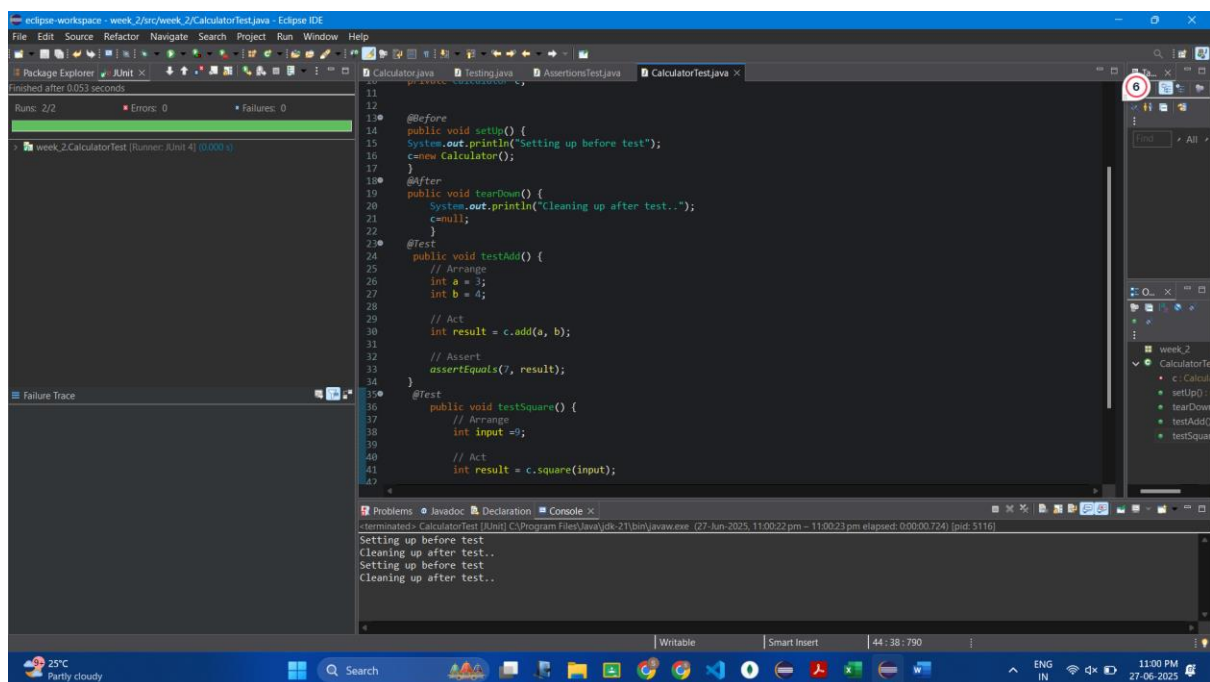 eclipse-workspace - week_2/src/week_2/CalculatorTest.java - Eclipse IDE
File Edit Source Refactor Navigate Search Project Run Window Help
Package Explorer JUnit
Finished after 0.053 seconds
Runs: 2/2 Errors: 0 Failures: 0
week_2.CalculatorTest [Runner: JUnit 4] (0.000 s)
Failure Trace
Calculator.java Testing.java AssertionsTest.java CalculatorTest.java
10 private Calculator c;
11
12
13 @Before
14 public void setUp() {
15 System.out.println("Setting up before test");
16 c=new Calculator();
17 }
18 @After
19 public void tearDown() {
20 System.out.println("Cleaning up after test..");
21 c=null;
22 }
23 @Test
24 public void testAdd() {
25 // Arrange
26 int a = 3;
27 int b = 4;
28
29 // Act
30 int result = c.add(a, b);
31
32 // Assert
33 assertEquals(7, result);
34 }
35 @Test
36 public void testSquare() {
37 // Arrange
38 int input =9;
39
40 // Act
41 int result = c.square(input);
42
Ta...
6
Find All
O...
week_2
CalculatorTe
c : Calcul
setUp()
tearDow
testAdd(
testSqua
Problems Javadoc Declaration Console
<terminated> CalculatorTest [JUnit] C:\Program Files\Java\jdk-21\bin\javaw.exe (27-Jun-2025, 11:00:22 pm – 11:00:23 pm elapsed: 0:00:00.724) [pid: 5116]
Setting up before test
Cleaning up after test..
Setting up before test
Cleaning up after test..
Writable Smart Insert 44 : 38 : 790
9+ 25°C
Partly cloudy
Search
ENG
IN
11:00 PM
27-06-2025